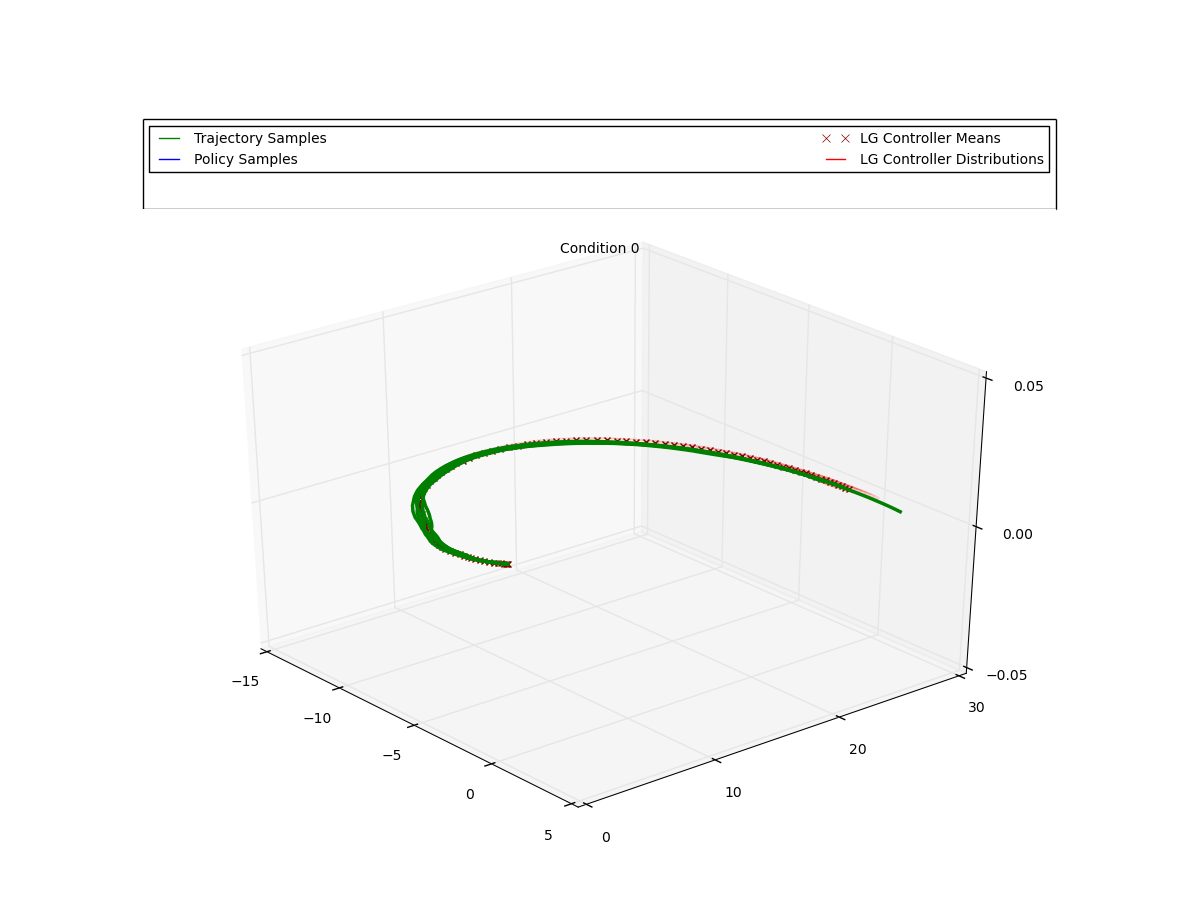 Trajectory Samples
Policy Samples
LG Controller Means
LG Controller Distributions
Condition 0
0.05
0.00
−0.05
−15
−10
−5
0
5
0
10
20
30